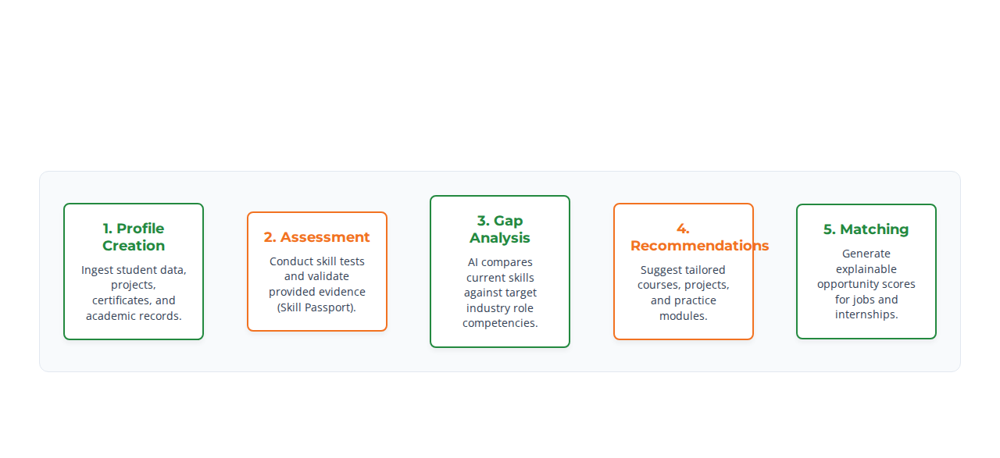 1. Profile
Creation
Ingest student data,
projects,
certificates, and
academic records.
2. Assessment
Conduct skill tests
and validate
provided evidence
(Skill Passport).
3. Gap
Analysis
AI compares
current skills
against target
industry role
competencies.
4.
Recommendations
Suggest tailored
courses, projects,
and practice
modules.
5. Matching
Generate
explainable
opportunity scores
for jobs and
internships.